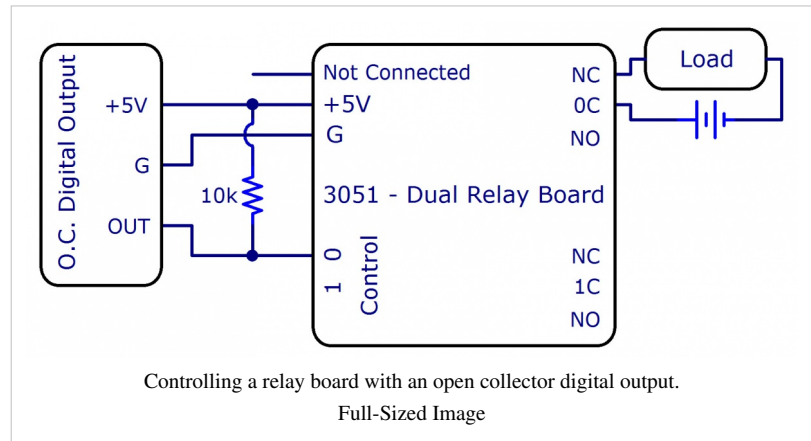 O.C. Digital Output
+5V
G
OUT
10k
Not Connected
+5V
G
3051 - Dual Relay Board
0
1
Control
NC
0C
NO
NC
1C
NO
Load
Controlling a relay board with an open collector digital output.
Full-Sized Image